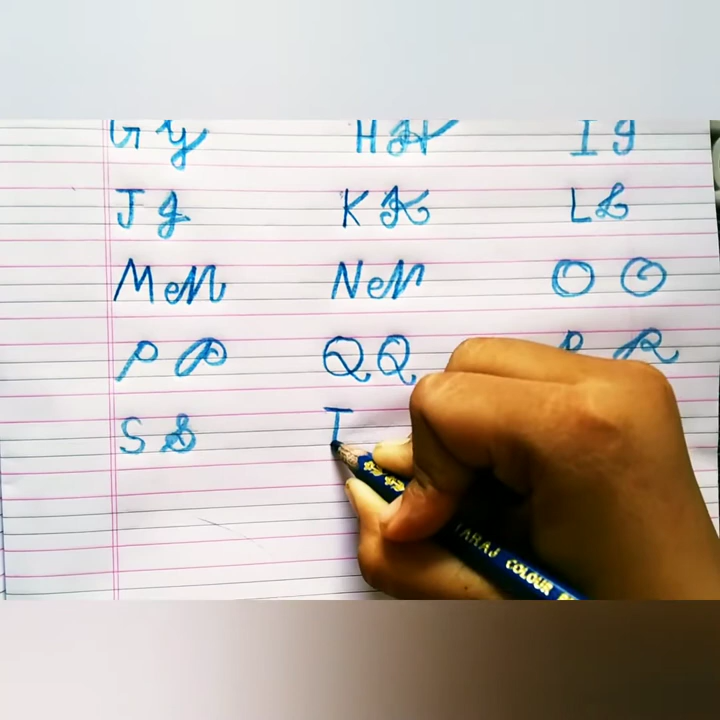 G G H H I I
J J K K L L
M M N N O O
P P Q Q R R
S S T
COLOUR